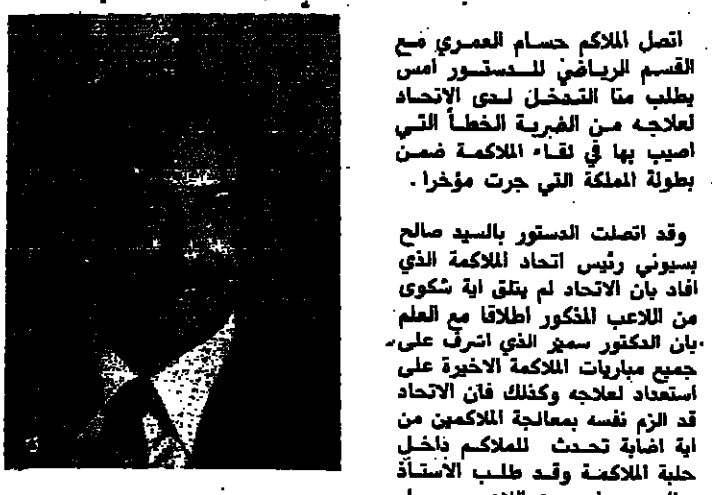 اتصل الملاكم حسام العمري مع
القسم الرياضي للدستور امس
يطلب منا التدخل لدى الاتحاد
لعلاجه من الضربة الخطأ التي
اصيب بها في لقاء الملاكمة ضمن
بطولة المملكة التي جرت مؤخرا .
وقد اتصلت الدستور بالسيد صالح
بسيوني رئيس اتحاد الملاكمة الذي
افاد بان الاتحاد لم يتلق اية شكوى
من اللاعب المذكور اطلاقا مع العلم
بان الدكتور سمير الذي اشرف على
جميع مباريات الملاكمة الاخيرة على
استعداد لعلاجه وكذلك فان الاتحاد
قد الزم نفسه بمعالجة الملاكمين من
اية اصابة تحدث للملاكم داخل
حلبة الملاكمة وقد طلب الاستاذ